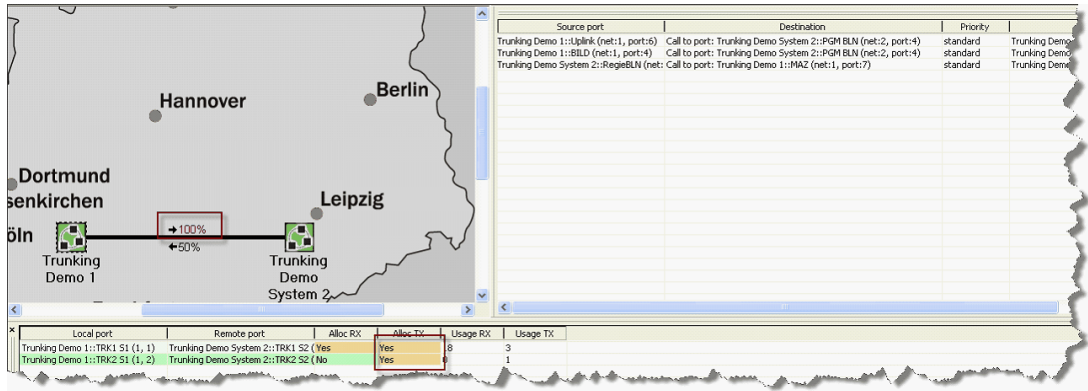 Source port Destination Priority
Trunking Demo 1::Uplink (net:1, port:6) Call to port: Trunking Demo System 2::PGM BLN (net:2, port:4) standard Trunking Demo
Trunking Demo 1::BILD (net:1, port:4) Call to port: Trunking Demo System 2::PGM BLN (net:2, port:4) standard Trunking Demo
Trunking Demo System 2::RegieBLN (net: Call to port: Trunking Demo 1::MAZ (net:1, port:7) standard Trunking Demo
Berlin
Hannover
Dortmund
senkirchen
Leipzig
öln
➔100%
←50%
Trunking
Demo 1
Trunking
Demo
System 2
Local port Remote port Alloc RX Alloc TX Usage RX Usage TX
Trunking Demo 1::TRK1 S1 (1, 1) Trunking Demo System 2::TRK1 S2 ( Yes Yes 8 3
Trunking Demo 1::TRK2 S1 (1, 2) Trunking Demo System 2::TRK2 S2 ( No Yes 1